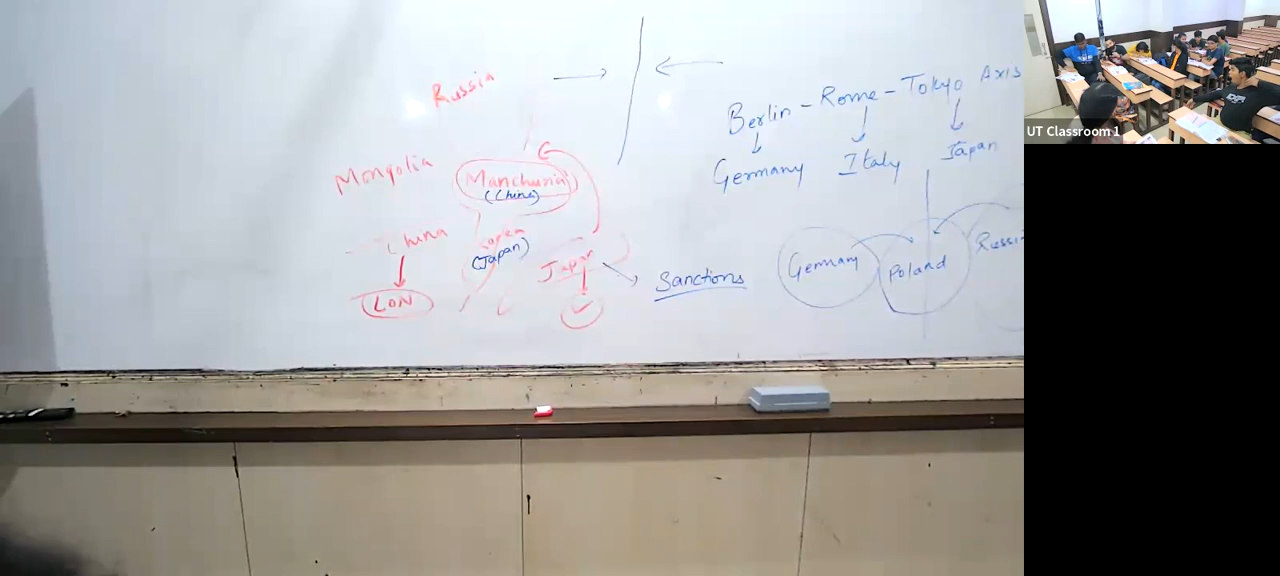 Russia
Mongolia
Manchuria
(China)
China
Korea
(Japan)
Japan
LON
Sanctions
Berlin - Rome - Tokyo Axis
Germany Italy Japan
Germany Poland
UT Classroom 1